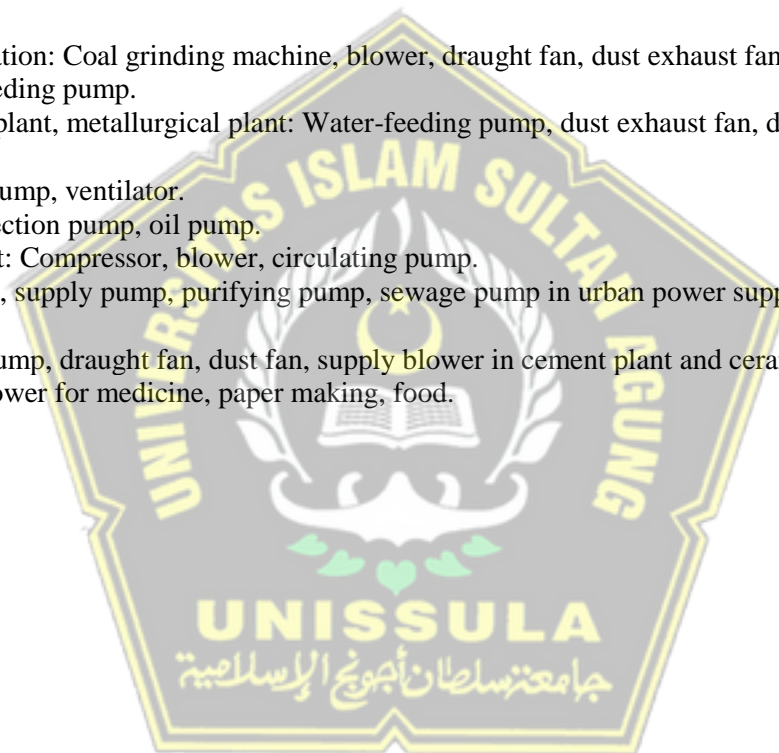 ation: Coal grinding machine, blower, draught fan, dust exhaust fan
eding pump.
plant, metallurgical plant: Water-feeding pump, dust exhaust fan, d
ump, ventilator.
ection pump, oil pump.
t: Compressor, blower, circulating pump.
, supply pump, purifying pump, sewage pump in urban power supp
ump, draught fan, dust fan, supply blower in cement plant and cera
ower for medicine, paper making, food.
UNIVERSITAS ISLAM SULTAN AGUNG
UNISSULA
جامعنزسلطان أجونج الإسلامية